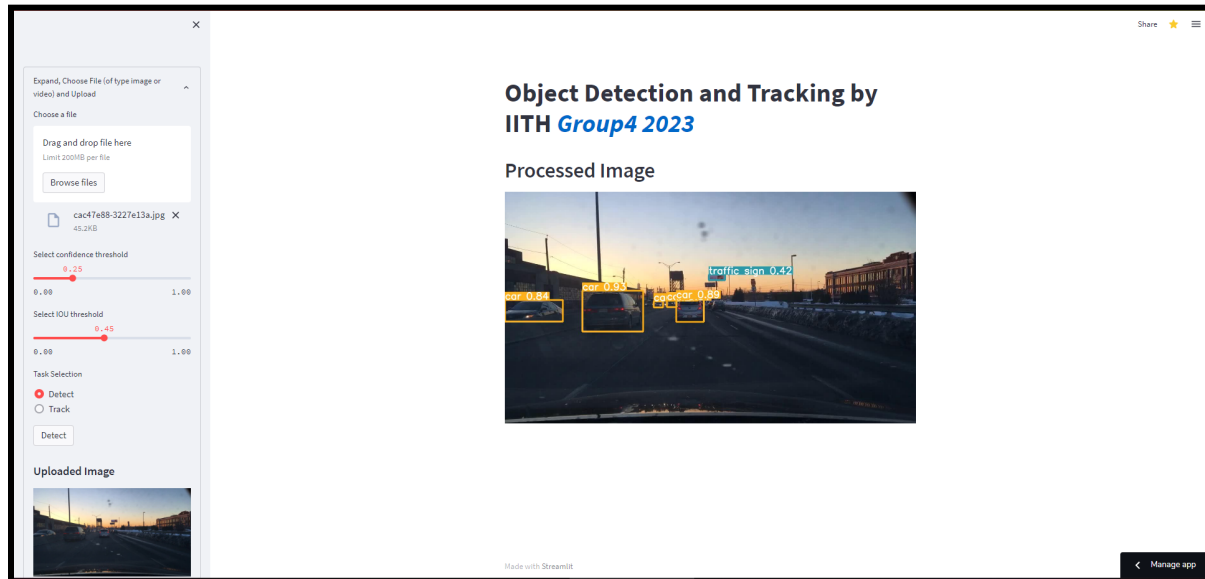 Share
Expand, Choose File (of type image or
video) and Upload
Choose a file
Drag and drop file here
Limit 200MB per file
Browse files
cac47e88-3227e13a.jpg
45.2KB
Select confidence threshold
0.25
0.00 1.00
Select IOU threshold
0.45
0.00 1.00
Task Selection
Detect
Track
Detect
Uploaded Image
Object Detection and Tracking by
IITH Group4 2023
Processed Image
traffic sign 0.42
car 0.84
car 0.93
car 0.89
Made with Streamlit
Manage app